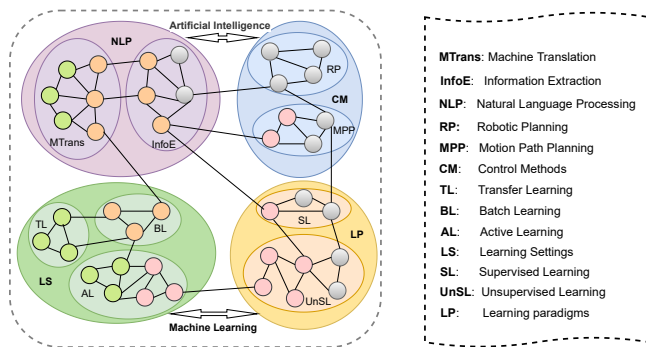 NLP
Artificial Intelligence
RP
CM
MPP
MTrans
InfoE
TL
BL
SL
LP
LS
AL
UnSL
Machine Learning
MTrans: Machine Translation
InfoE: Information Extraction
NLP: Natural Language Processing
RP: Robotic Planning
MPP: Motion Path Planning
CM: Control Methods
TL: Transfer Learning
BL: Batch Learning
AL: Active Learning
LS: Learning Settings
SL: Supervised Learning
UnSL: Unsupervised Learning
LP: Learning paradigms